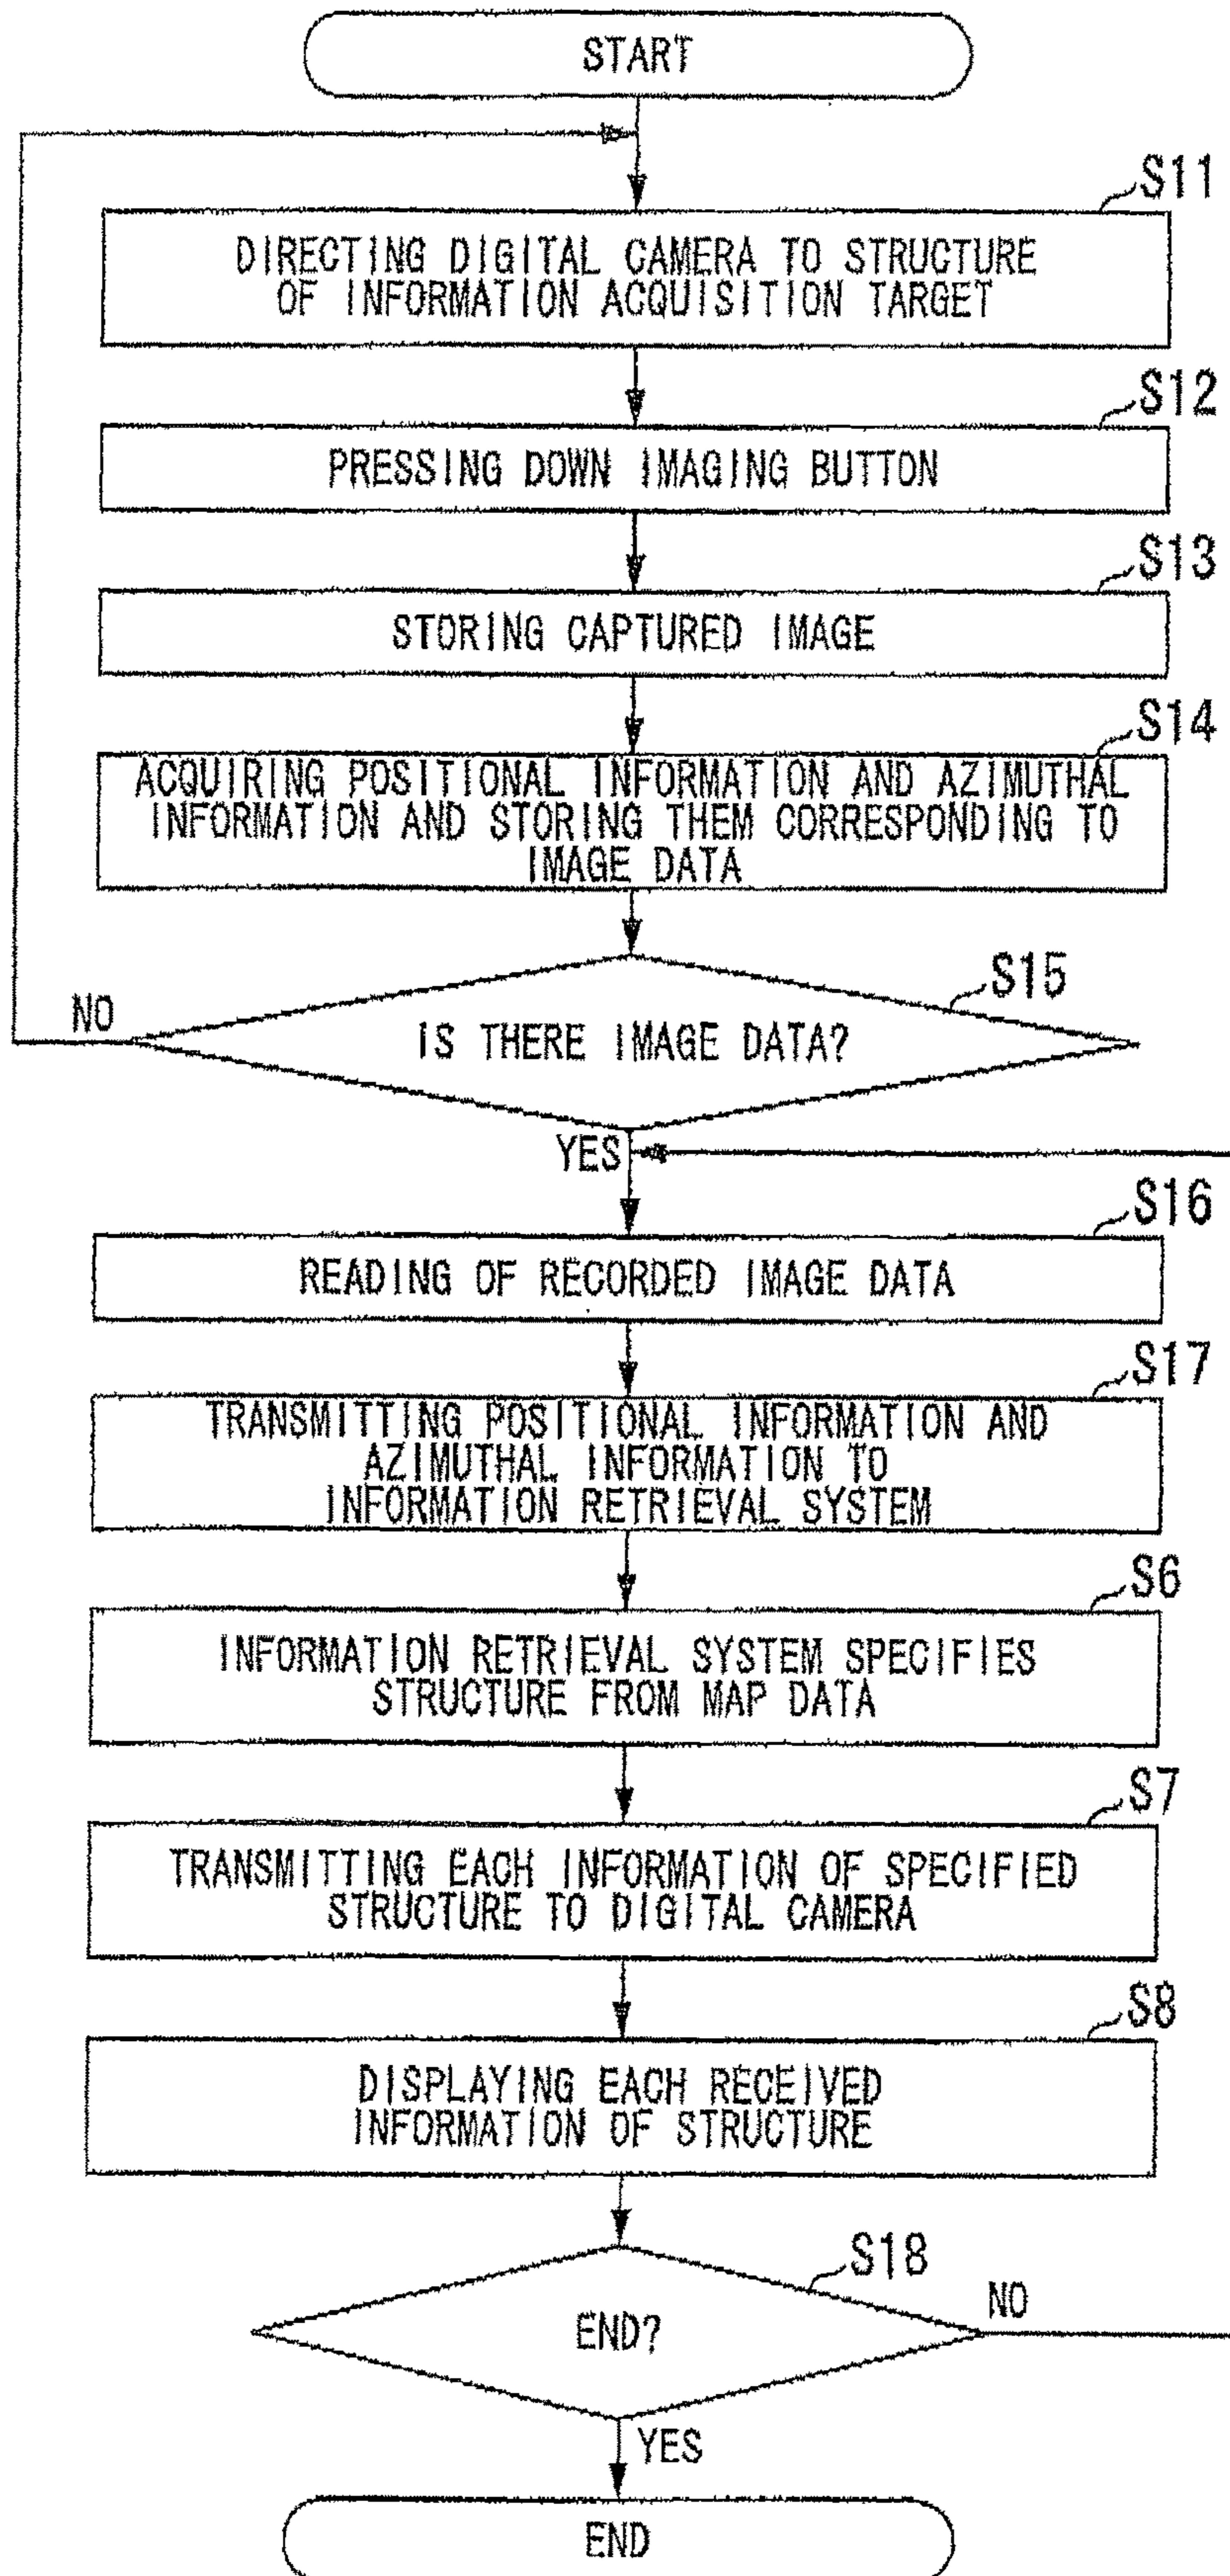 START
S11
DIRECTING DIGITAL CAMERA TO STRUCTURE
OF INFORMATION ACQUISITION TARGET
S12
PRESSING DOWN IMAGING BUTTON
S13
STORING CAPTURED IMAGE
S14
ACQUIRING POSITIONAL INFORMATION AND AZIMUTHAL
INFORMATION AND STORING THEM CORRESPONDING TO
IMAGE DATA
S15
NO
IS THERE IMAGE DATA?
YES
S16
READING OF RECORDED IMAGE DATA
S17
TRANSMITTING POSITIONAL INFORMATION AND
AZIMUTHAL INFORMATION TO
INFORMATION RETRIEVAL SYSTEM
S6
INFORMATION RETRIEVAL SYSTEM SPECIFIES
STRUCTURE FROM MAP DATA
S7
TRANSMITTING EACH INFORMATION OF SPECIFIED
STRUCTURE TO DIGITAL CAMERA
S8
DISPLAYING EACH RECEIVED
INFORMATION OF STRUCTURE
S18
NO
END?
YES
END